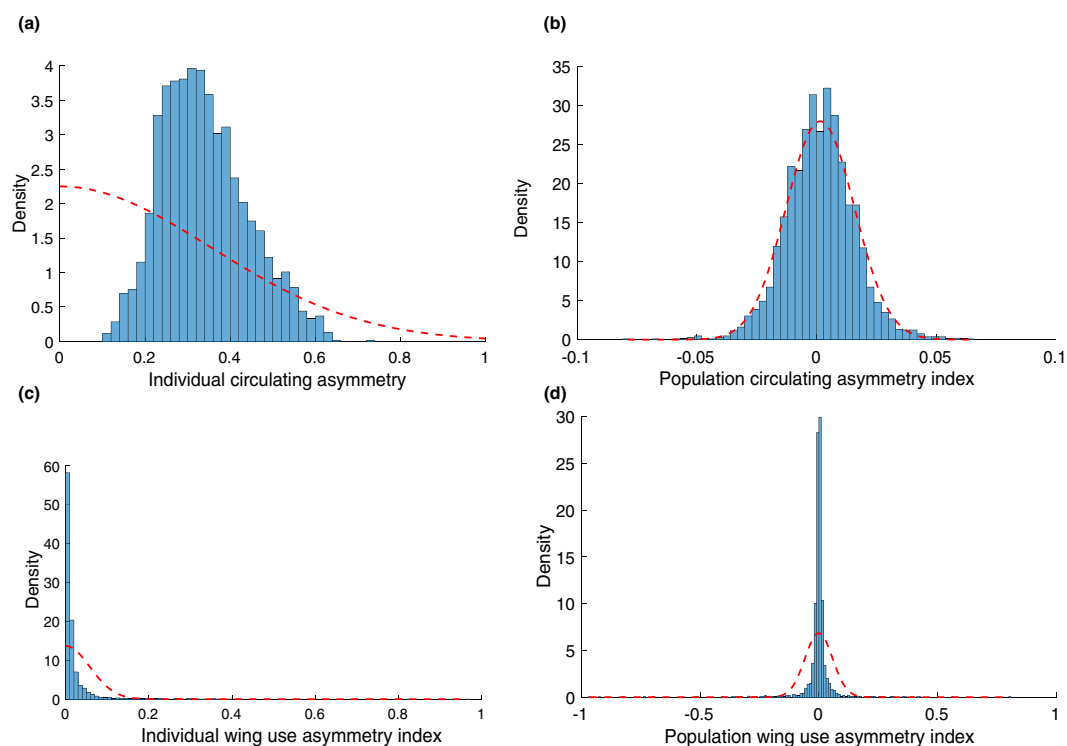 (a)
4
3.5
3
2.5
2
1.5
1
0.5
0
Density
0 0.2 0.4 0.6 0.8 1
Individual circulating asymmetry
(b)
35
30
25
20
15
10
5
0
Density
-0.1 -0.05 0 0.05 0.1
Population circulating asymmetry index
(c)
60
50
40
30
20
10
0
Density
0 0.2 0.4 0.6 0.8 1
Individual wing use asymmetry index
(d)
30
25
20
15
10
5
0
Density
-1 -0.5 0 0.5 1
Population wing use asymmetry index